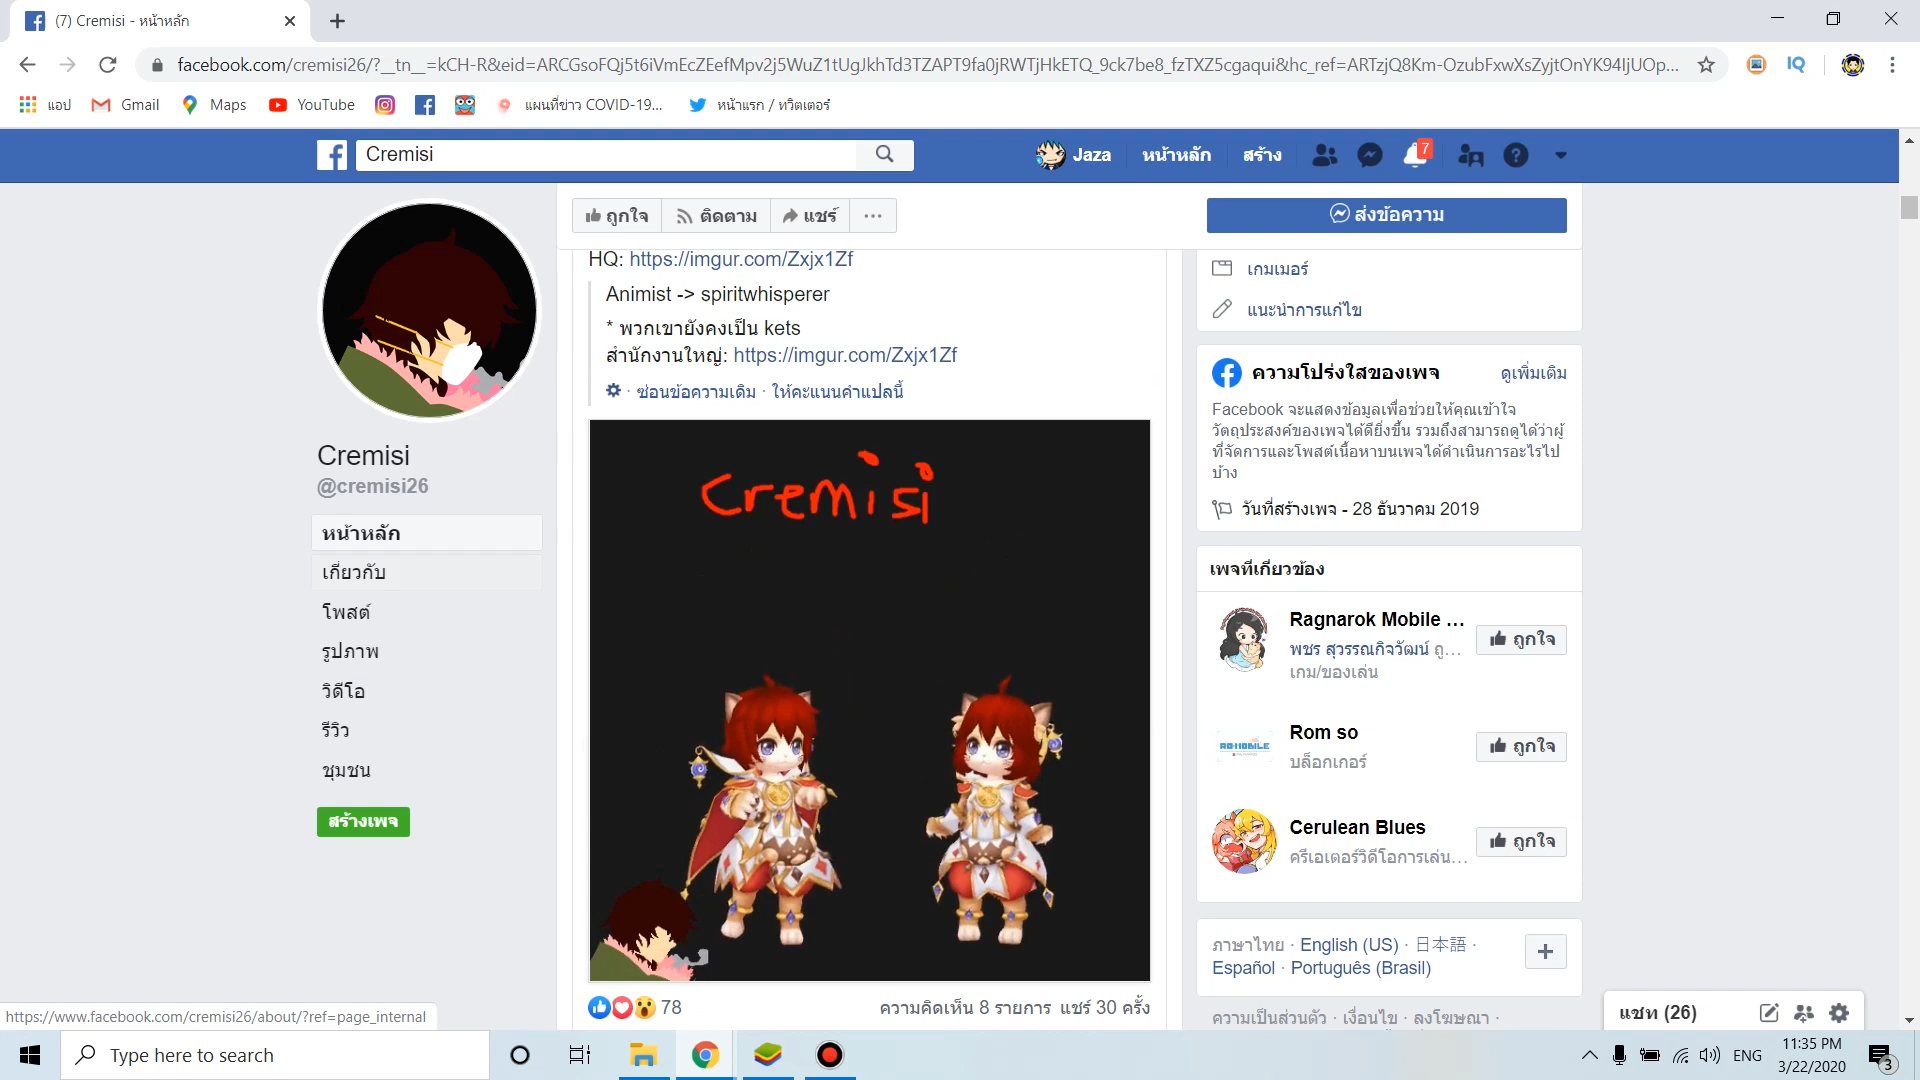 (7) Cremisi - หน้าหลัก
facebook.com/cremisi26/?__tn__=kCH-R&eid=ARCGsoFQj5t6iVmEcZEefMpv2j5WuZ1tUgJkhTd3TZAPT9fa0jRWTjHkETQ_9ck7be8_fzTXZ5cgaqui&hc_ref=ARTzjQ8Km-OzubFxwXsZyjtOnYK94IjUOp...
IQ
แอป Gmail Maps YouTube แผนที่ข่าว COVID-19... หน้าแรก / ทวิตเตอร์
Cremisi
Jaza หน้าหลัก สร้าง 7
ถูกใจ ติดตาม แชร์ ...
ส่งข้อความ
Cremisi
@cremisi26
หน้าหลัก
เกี่ยวกับ
โพสต์
รูปภาพ
วิดีโอ
รีวิว
ชุมชน
สร้างเพจ
HQ: https://imgur.com/Zxjx1Zf
Animist -> spiritwhisperer
* พวกเขายังคงเป็น kets
สำนักงานใหญ่: https://imgur.com/Zxjx1Zf
· ซ่อนข้อความเดิม · ให้คะแนนคำแปลนี้
cremisi
78
ความคิดเห็น 8 รายการ แชร์ 30 ครั้ง
เกมเมอร์
แนะนำการแก้ไข
ความโปร่งใสของเพจ ดูเพิ่มเติม
Facebook จะแสดงข้อมูลเพื่อช่วยให้คุณเข้าใจ
วัตถุประสงค์ของเพจได้ดียิ่งขึ้น รวมถึงสามารถดูได้ว่าผู้
ที่จัดการและโพสต์เนื้อหาบนเพจได้ดำเนินการอะไรไป
บ้าง
วันที่สร้างเพจ - 28 ธันวาคม 2019
เพจที่เกี่ยวข้อง
Ragnarok Mobile ...
พชร สุวรรณกิจวัฒน์ ถู...
เกม/ของเล่น
ถูกใจ
Rom so
บล็อกเกอร์
ถูกใจ
Cerulean Blues
ครีเอเตอร์วิดีโอการเล่น...
ถูกใจ
ภาษาไทย · English (US) · 日本語 ·
Español · Português (Brasil)
ความเป็นส่วนตัว · เงื่อนไข · ลงโฆษณา ·
แชท (26)
https://www.facebook.com/cremisi26/about/?ref=page_internal
Type here to search
ENG
11:35 PM
3/22/2020
3